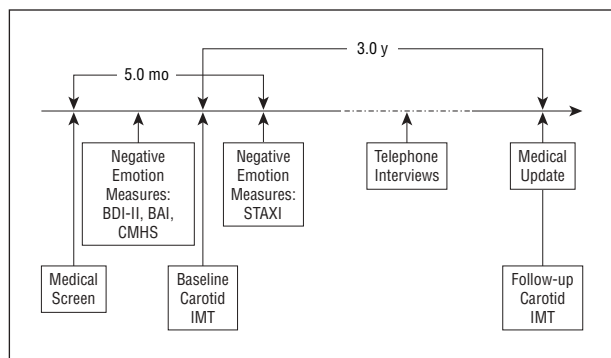 5.0 mo
3.0 y
Negative
Emotion
Measures:
BDI-II, BAI,
CMHS
Negative
Emotion
Measures:
STAXI
Telephone
Interviews
Medical
Update
Medical
Screen
Baseline
Carotid
IMT
Follow-up
Carotid
IMT